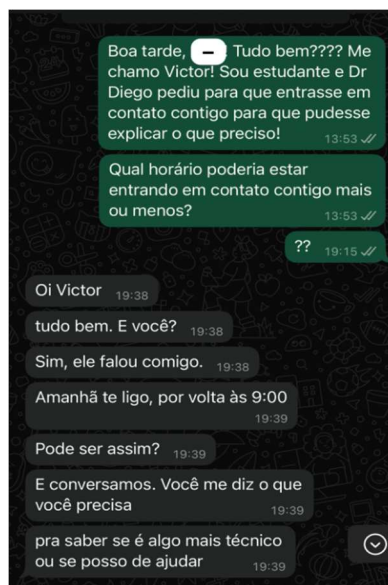 Boa tarde, – Tudo bem???? Me
chamo Victor! Sou estudante e Dr
Diego pediu para que entrasse em
contato contigo para que pudesse
explicar o que preciso!
13:53
Qual horário poderia estar
entrando em contato contigo mais
ou menos?
13:53
?? 19:15
Oi Victor 19:38
tudo bem. E você? 19:38
Sim, ele falou comigo. 19:38
Amanhã te ligo, por volta às 9:00
19:39
Pode ser assim? 19:39
E conversamos. Você me diz o que
você precisa
19:39
pra saber se é algo mais técnico
ou se posso de ajudar
19:39